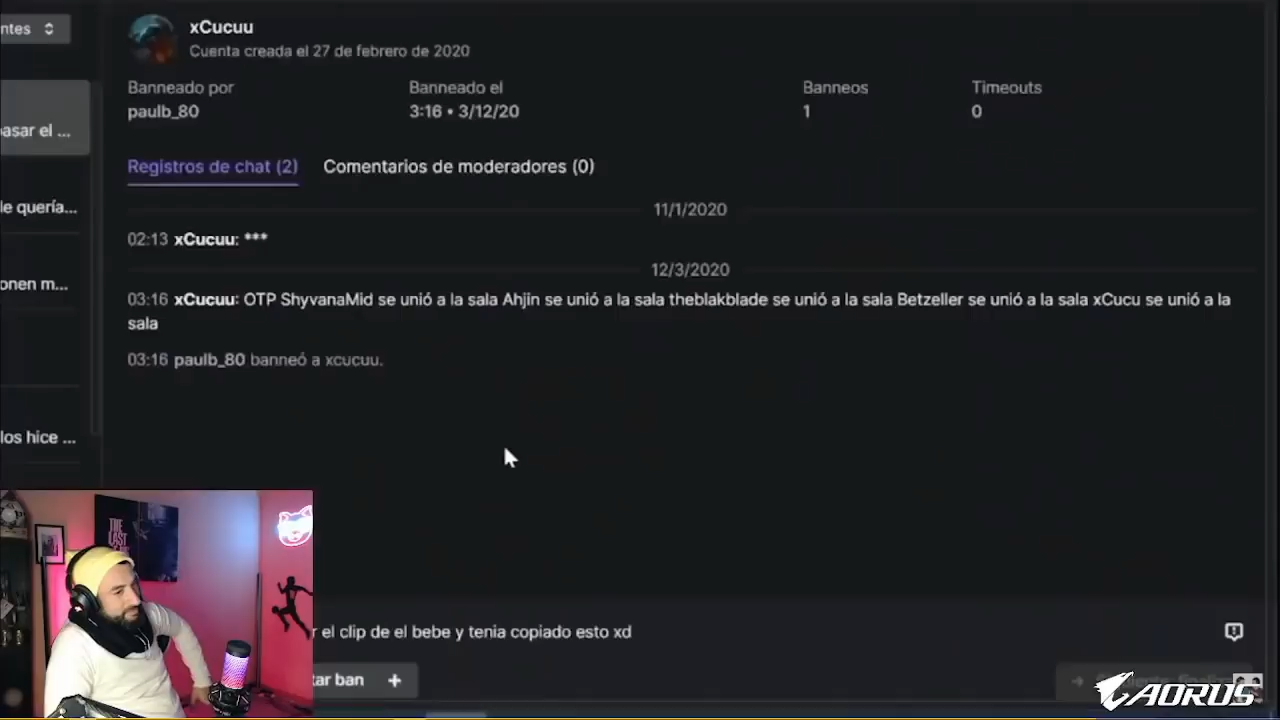 ntes
xCucuu
Cuenta creada el 27 de febrero de 2020
Banneado por
Banneado el
Banneos
Timeouts
paulb_80
3:16 • 3/12/20
1
0
asar el ...
Registros de chat (2)
Comentarios de moderadores (0)
le quería...
11/1/2020
02:13 xCucuu: ***
12/3/2020
onen m...
03:16 xCucuu: OTP ShyvanaMid se unió a la sala Ahjin se unió a la sala theblakblade se unió a la sala Betzeller se unió a la sala xCucu se unió a la
sala
03:16 paulb_80 banneó a xcucuu.
los hice ...
THE
LAST
r el clip de el bebe y tenia copiado esto xd
tar ban +
AORUS